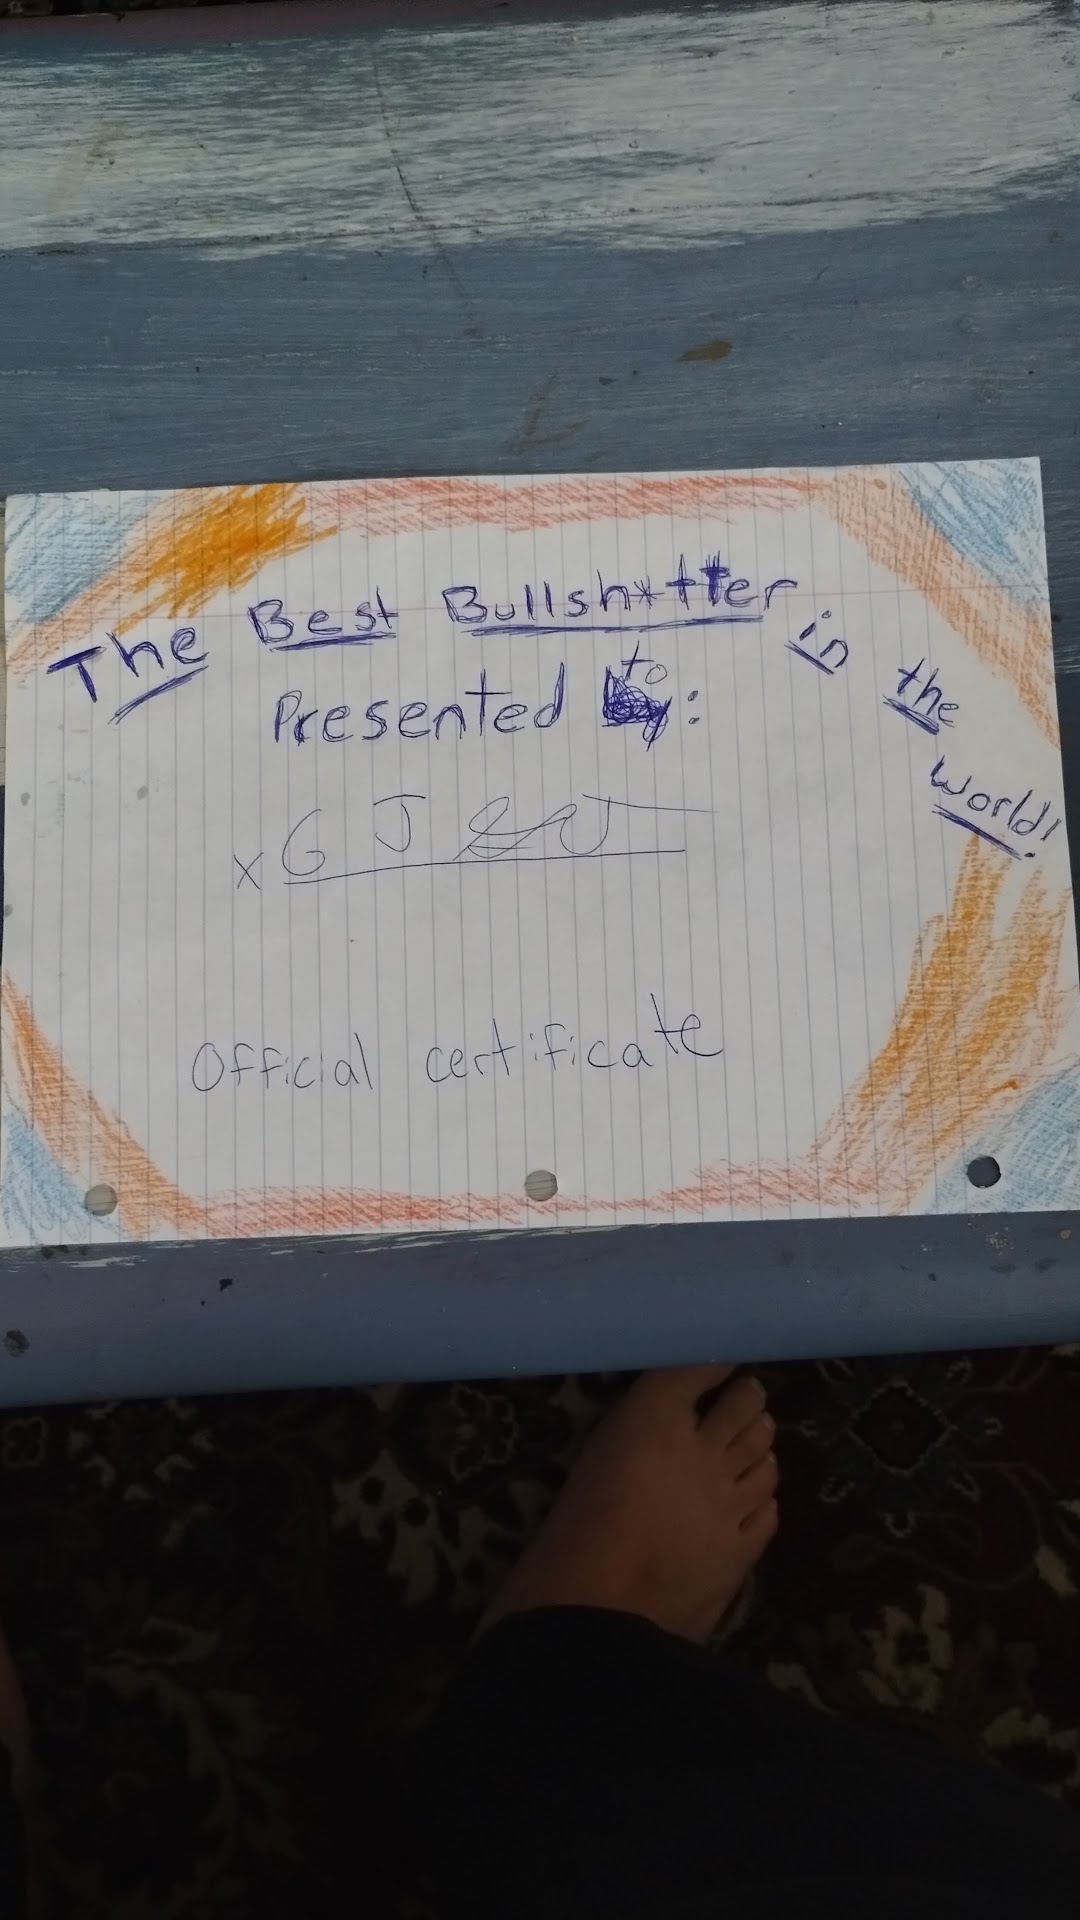 The Best Bullsh*tter in the world!
Presented to:
x G J
Official certificate